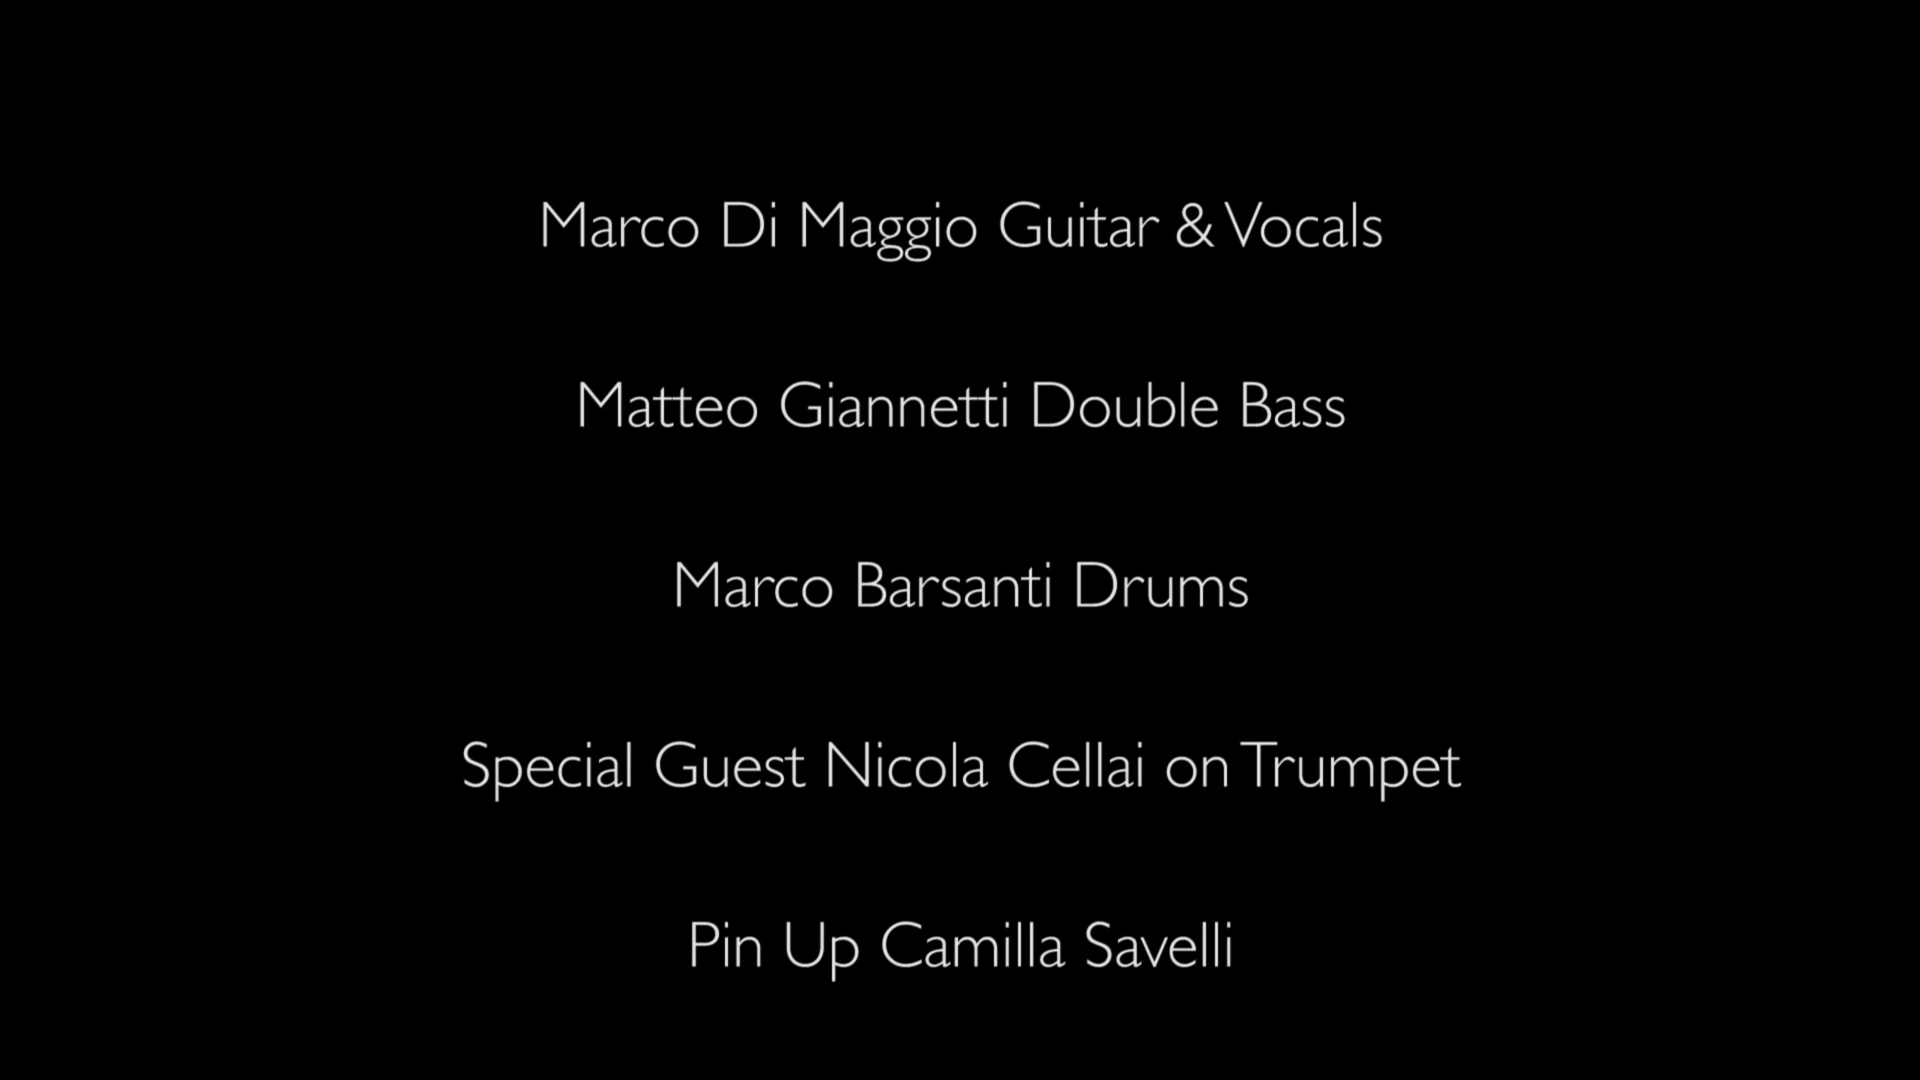 Marco Di Maggio Guitar & Vocals
Matteo Giannetti Double Bass
Marco Barsanti Drums
Special Guest Nicola Cellai on Trumpet
Pin Up Camilla Savelli